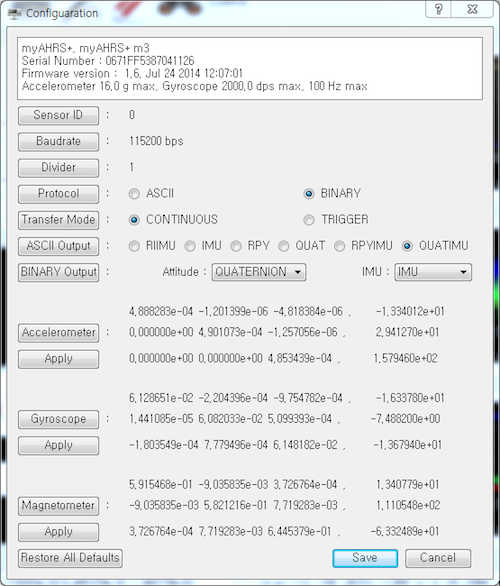 Configuaration
myAHRS+, myAHRS+ m3
Serial Number : 0671FF5387041126
Firmware version : 1.6, Jul 24 2014 12:07:01
Accelerometer 16.0 g max, Gyroscope 2000.0 dps max, 100 Hz max
Sensor ID : 0
Baudrate : 115200 bps
Divider : 1
Protocol : ASCII BINARY
Transfer Mode : CONTINUOUS TRIGGER
ASCII Output : RIIMU IMU RPY QUAT RPYIMU QUATIMU
BINARY Output : Attitude : QUATERNION IMU : IMU
4.888283e-04 -1.201399e-06 -4.818384e-06 , -1.334012e+01
Accelerometer : 0.000000e+00 4.901073e-04 -1.257056e-06 , 2.941270e+01
Apply 0.000000e+00 0.000000e+00 4.853439e-04 , 1.579460e+02
6.128651e-02 -2.204396e-04 -9.754782e-04 , -1.633780e+01
Gyroscope : 1.441085e-05 6.082033e-02 5.099393e-04 , -7.488200e+00
Apply -1.803549e-04 7.779496e-04 6.148182e-02 , -1.367940e+01
5.915468e-01 -9.035835e-03 3.726764e-04 , 1.340779e+01
Magnetometer : -9.035835e-03 5.821216e-01 7.719283e-03 , 1.110548e+02
Apply 3.726764e-04 7.719283e-03 6.445379e-01 , -6.332489e+01
Restore All Defaults Save Cancel